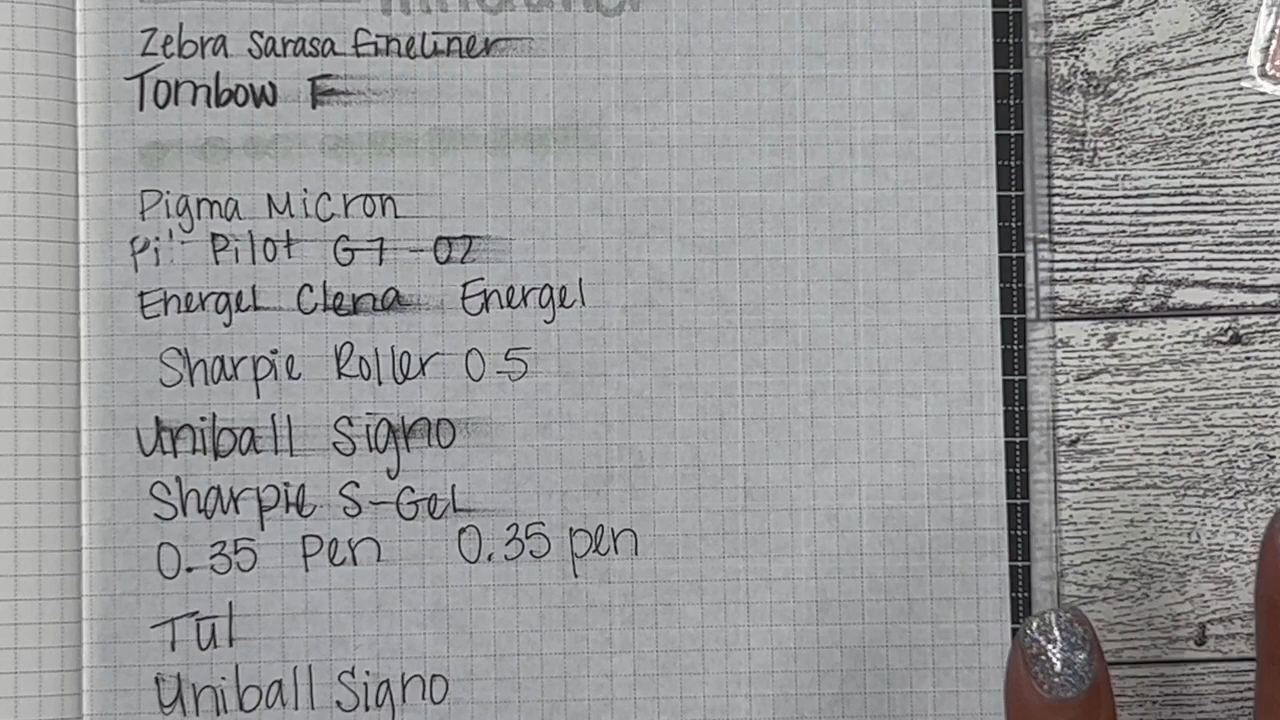 Zebra Sarasa fineliner
Tombow F
Pigma Micron
Pil Pilot G7-02
Energel Clena Energel
Sharpie Roller 0.5
Uniball Signo
Sharpie S-Gel
0.35 Pen 0.35 pen
Tul
Uniball Signo